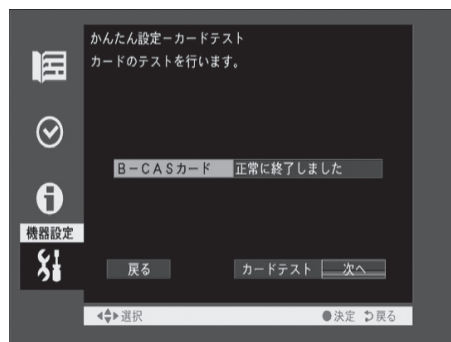 かんたん設定－カードテスト
カードのテストを行います。
B－CASカード 正常に終了しました
機器設定
戻る カードテスト 次へ
選択 決定 戻る